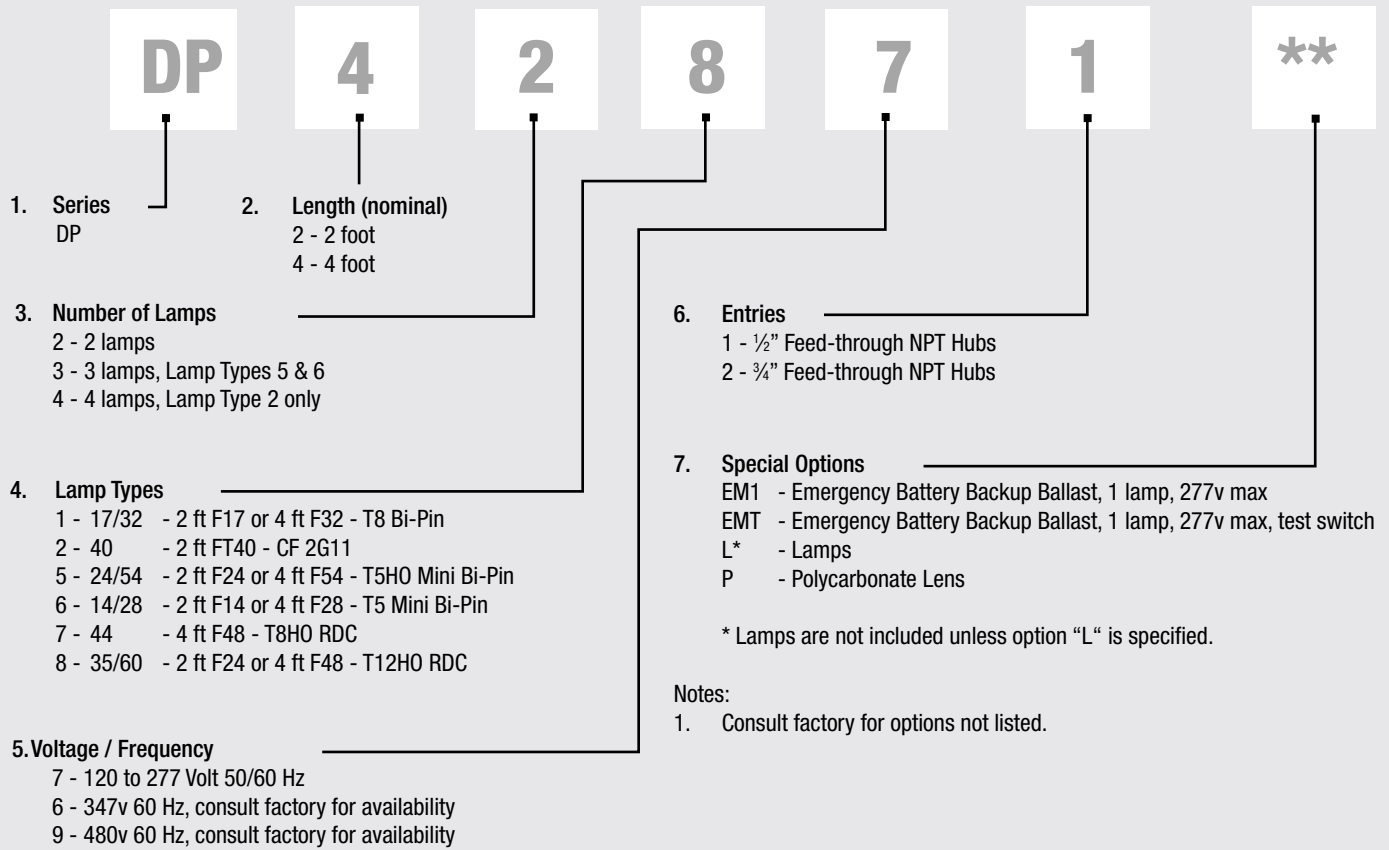 DP 4 2 8 7 1 **
1. Series
DP
2. Length (nominal)
2 - 2 foot
4 - 4 foot
3. Number of Lamps
2 - 2 lamps
3 - 3 lamps, Lamp Types 5 & 6
4 - 4 lamps, Lamp Type 2 only
4. Lamp Types
1 - 17/32 - 2 ft F17 or 4 ft F32 - T8 Bi-Pin
2 - 40 - 2 ft FT40 - CF 2G11
5 - 24/54 - 2 ft F24 or 4 ft F54 - T5HO Mini Bi-Pin
6 - 14/28 - 2 ft F14 or 4 ft F28 - T5 Mini Bi-Pin
7 - 44 - 4 ft F48 - T8HO RDC
8 - 35/60 - 2 ft F24 or 4 ft F48 - T12HO RDC
5.Voltage / Frequency
7 - 120 to 277 Volt 50/60 Hz
6 - 347v 60 Hz, consult factory for availability
9 - 480v 60 Hz, consult factory for availability
6. Entries
1 - ½” Feed-through NPT Hubs
2 - ¾” Feed-through NPT Hubs
7. Special Options
EM1 - Emergency Battery Backup Ballast, 1 lamp, 277v max
EMT - Emergency Battery Backup Ballast, 1 lamp, 277v max, test switch
L* - Lamps
P - Polycarbonate Lens
* Lamps are not included unless option “L“ is specified.
Notes:
1. Consult factory for options not listed.